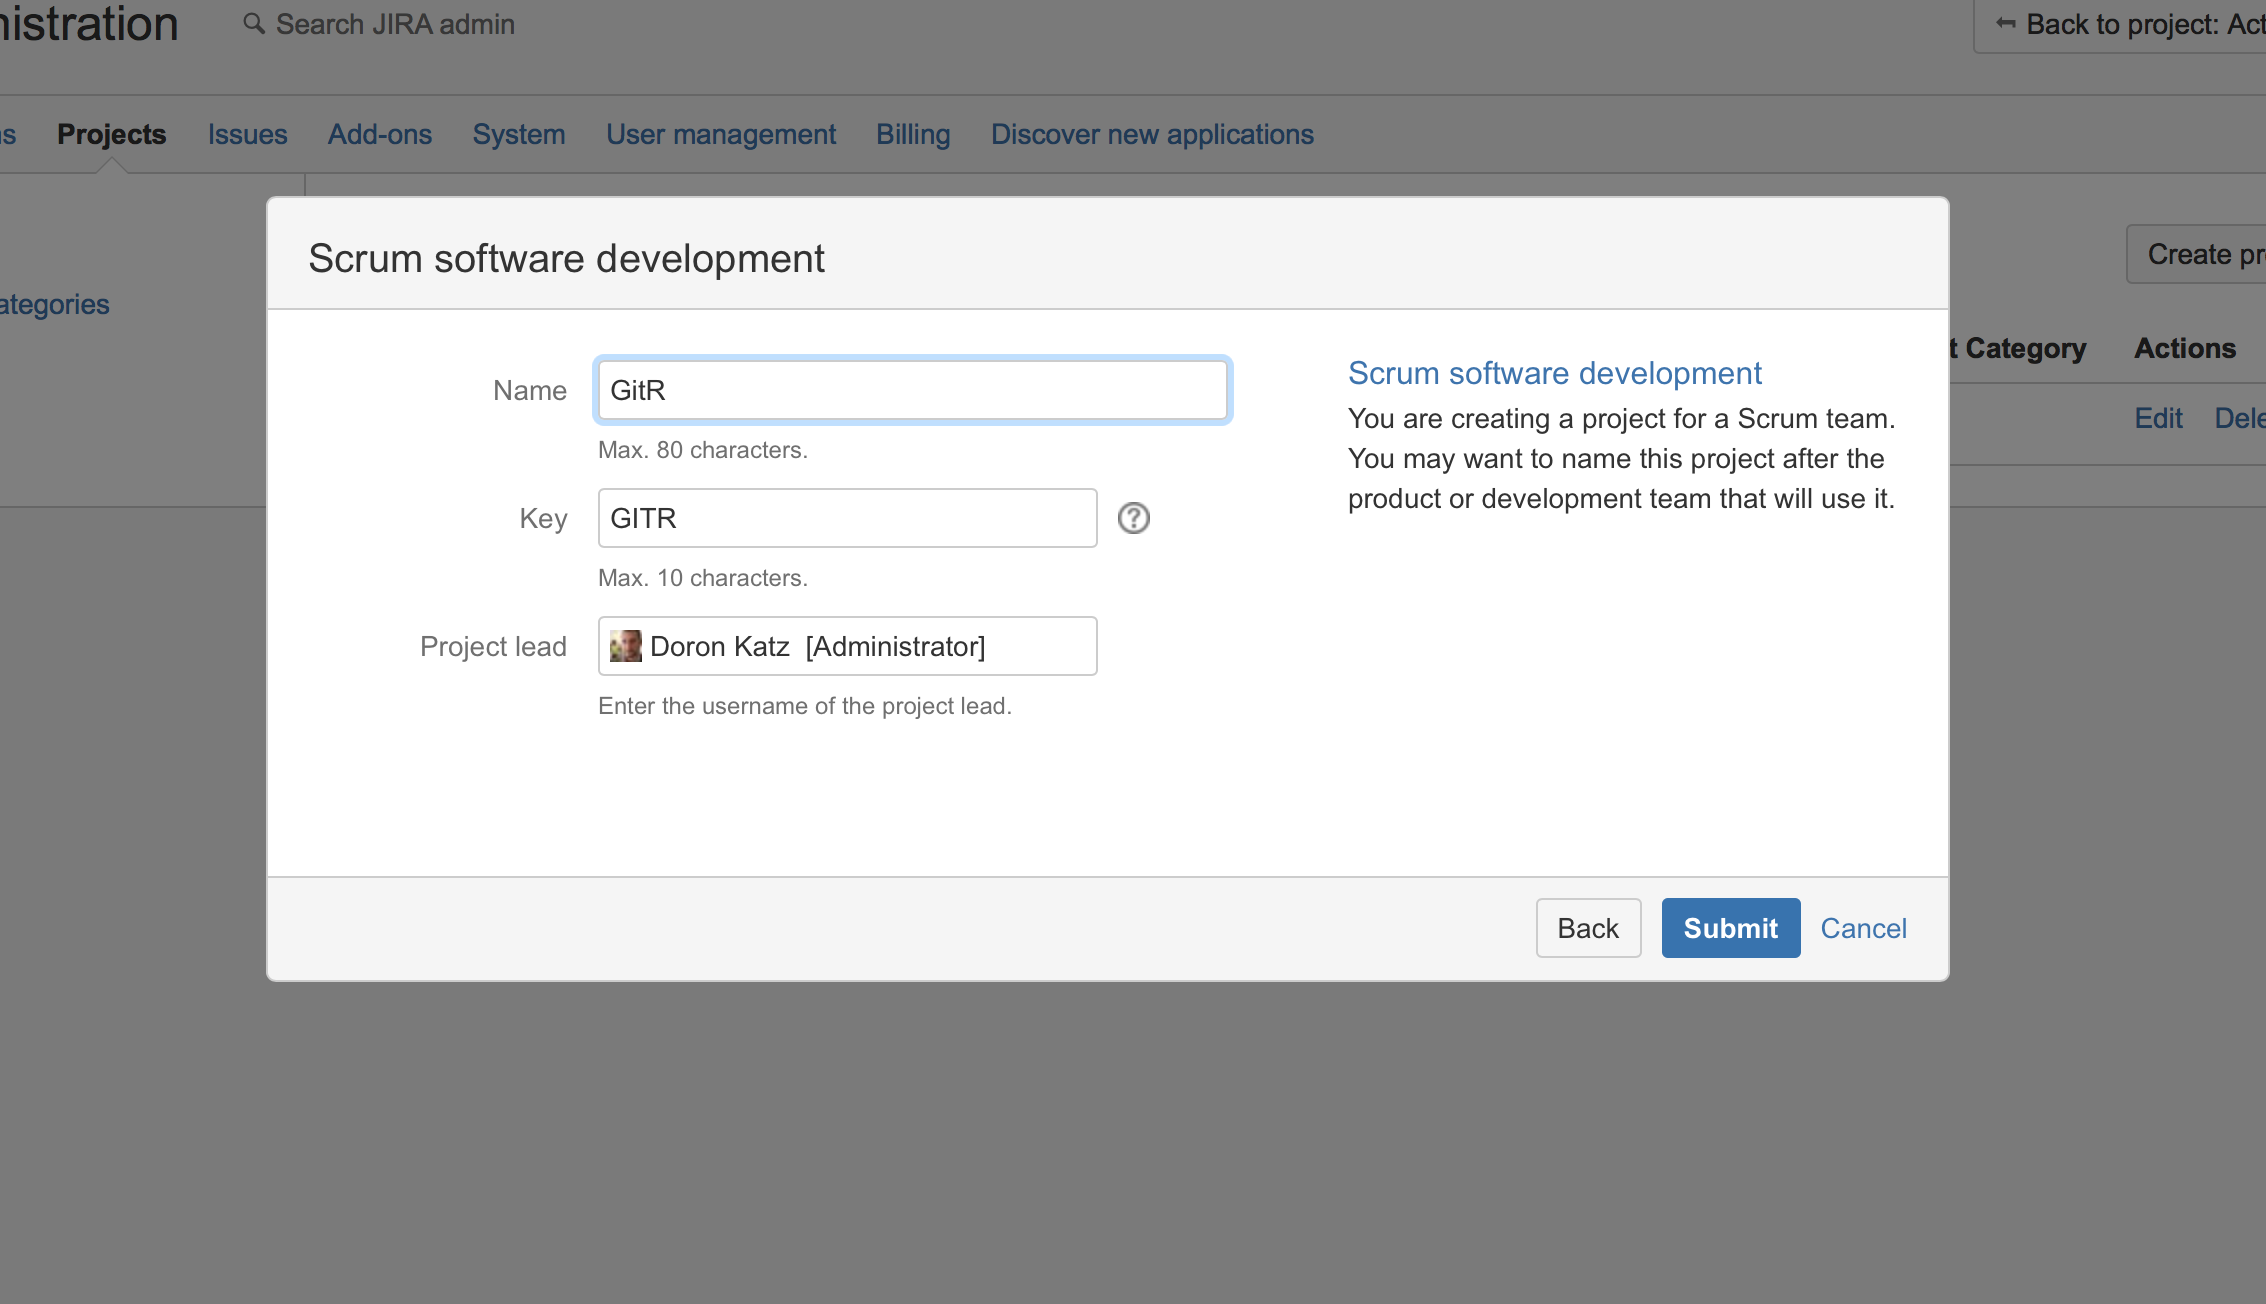 nistration
Search JIRA admin
Back to project: Act
s Projects Issues Add-ons System User management Billing Discover new applications
Create pr
ategories
t Category Actions
Edit Dele
Scrum software development
Name GitR
Max. 80 characters.
Key GITR ?
Max. 10 characters.
Project lead Doron Katz [Administrator]
Enter the username of the project lead.
Scrum software development
You are creating a project for a Scrum team.
You may want to name this project after the
product or development team that will use it.
Back Submit Cancel